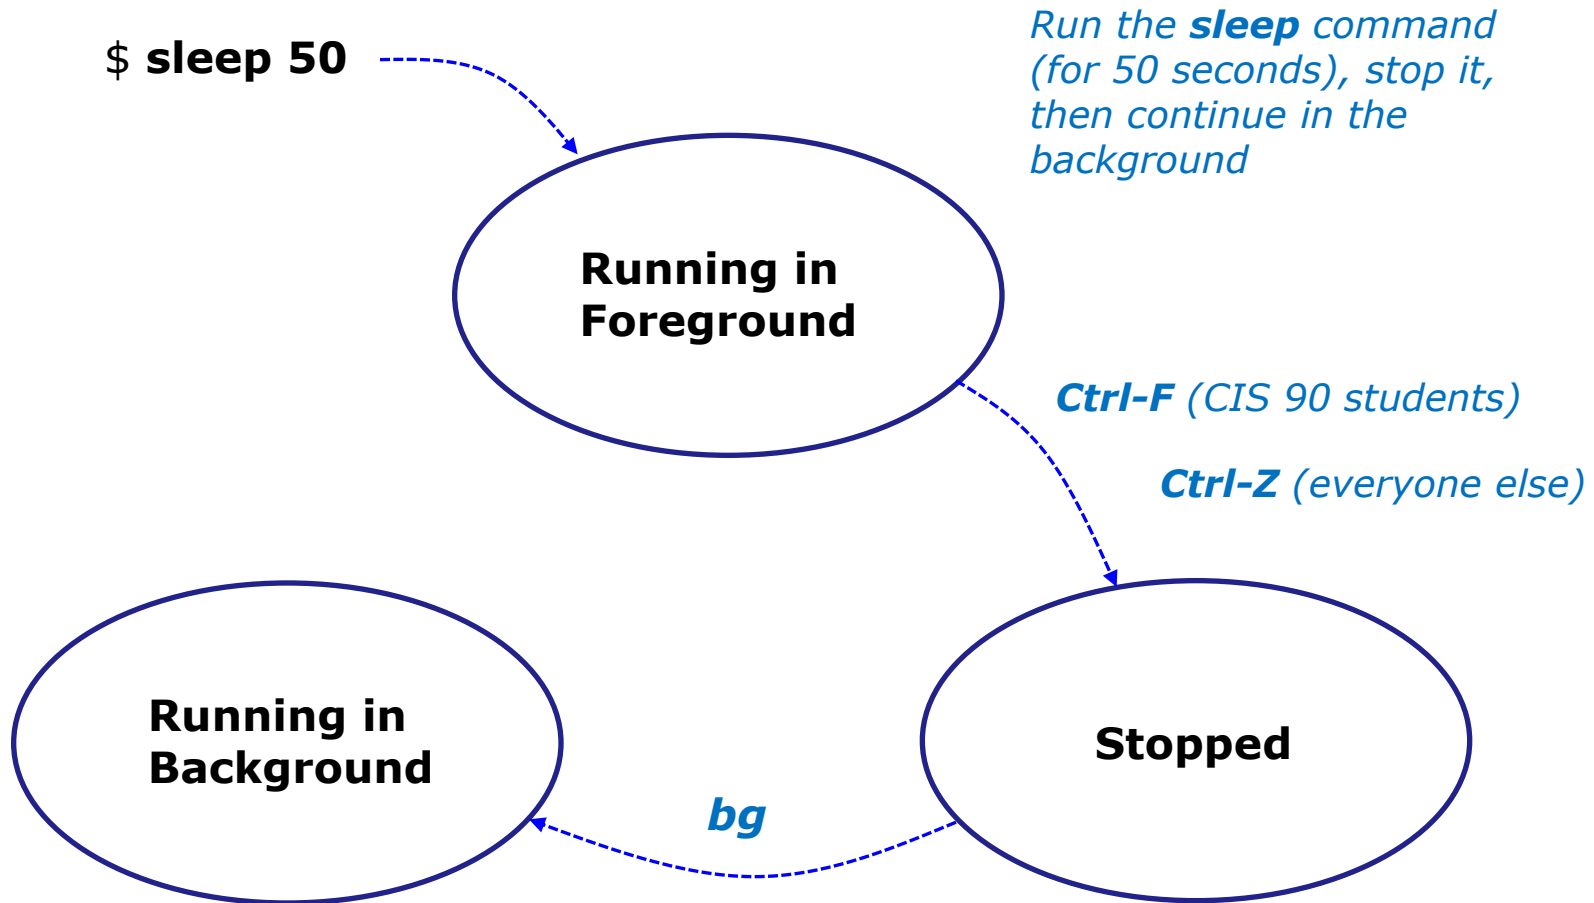 $ sleep 50
Run the sleep command
(for 50 seconds), stop it,
then continue in the
background
Running in
Foreground
Ctrl-F (CIS 90 students)
Ctrl-Z (everyone else)
Running in
Background
Stopped
bg